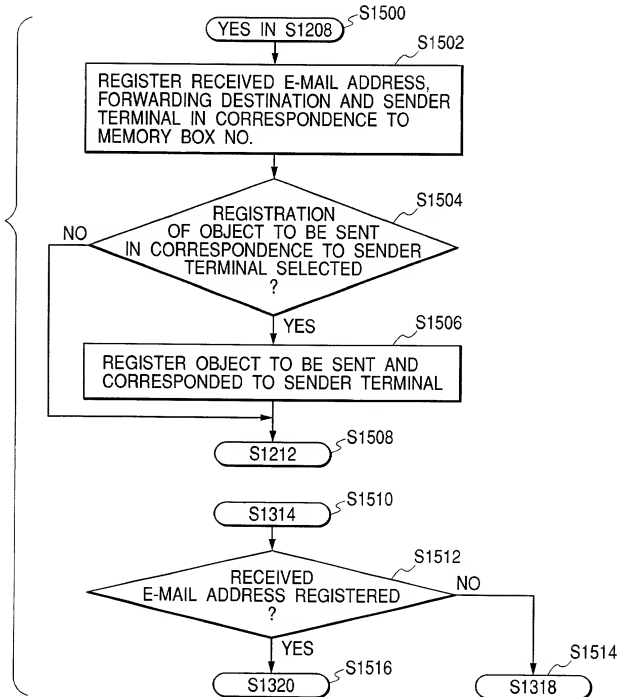 YES IN S1208
S1500
S1502
REGISTER RECEIVED E-MAIL ADDRESS,
FORWARDING DESTINATION AND SENDER
TERMINAL IN CORRESPONDENCE TO
MEMORY BOX NO.
S1504
REGISTRATION
OF OBJECT TO BE SENT
IN CORRESPONDENCE TO SENDER
TERMINAL SELECTED
?
NO
YES
S1506
REGISTER OBJECT TO BE SENT AND
CORRESPONDED TO SENDER TERMINAL
S1212
S1508
S1314
S1510
S1512
RECEIVED
E-MAIL ADDRESS REGISTERED
?
NO
YES
S1320
S1516
S1318
S1514